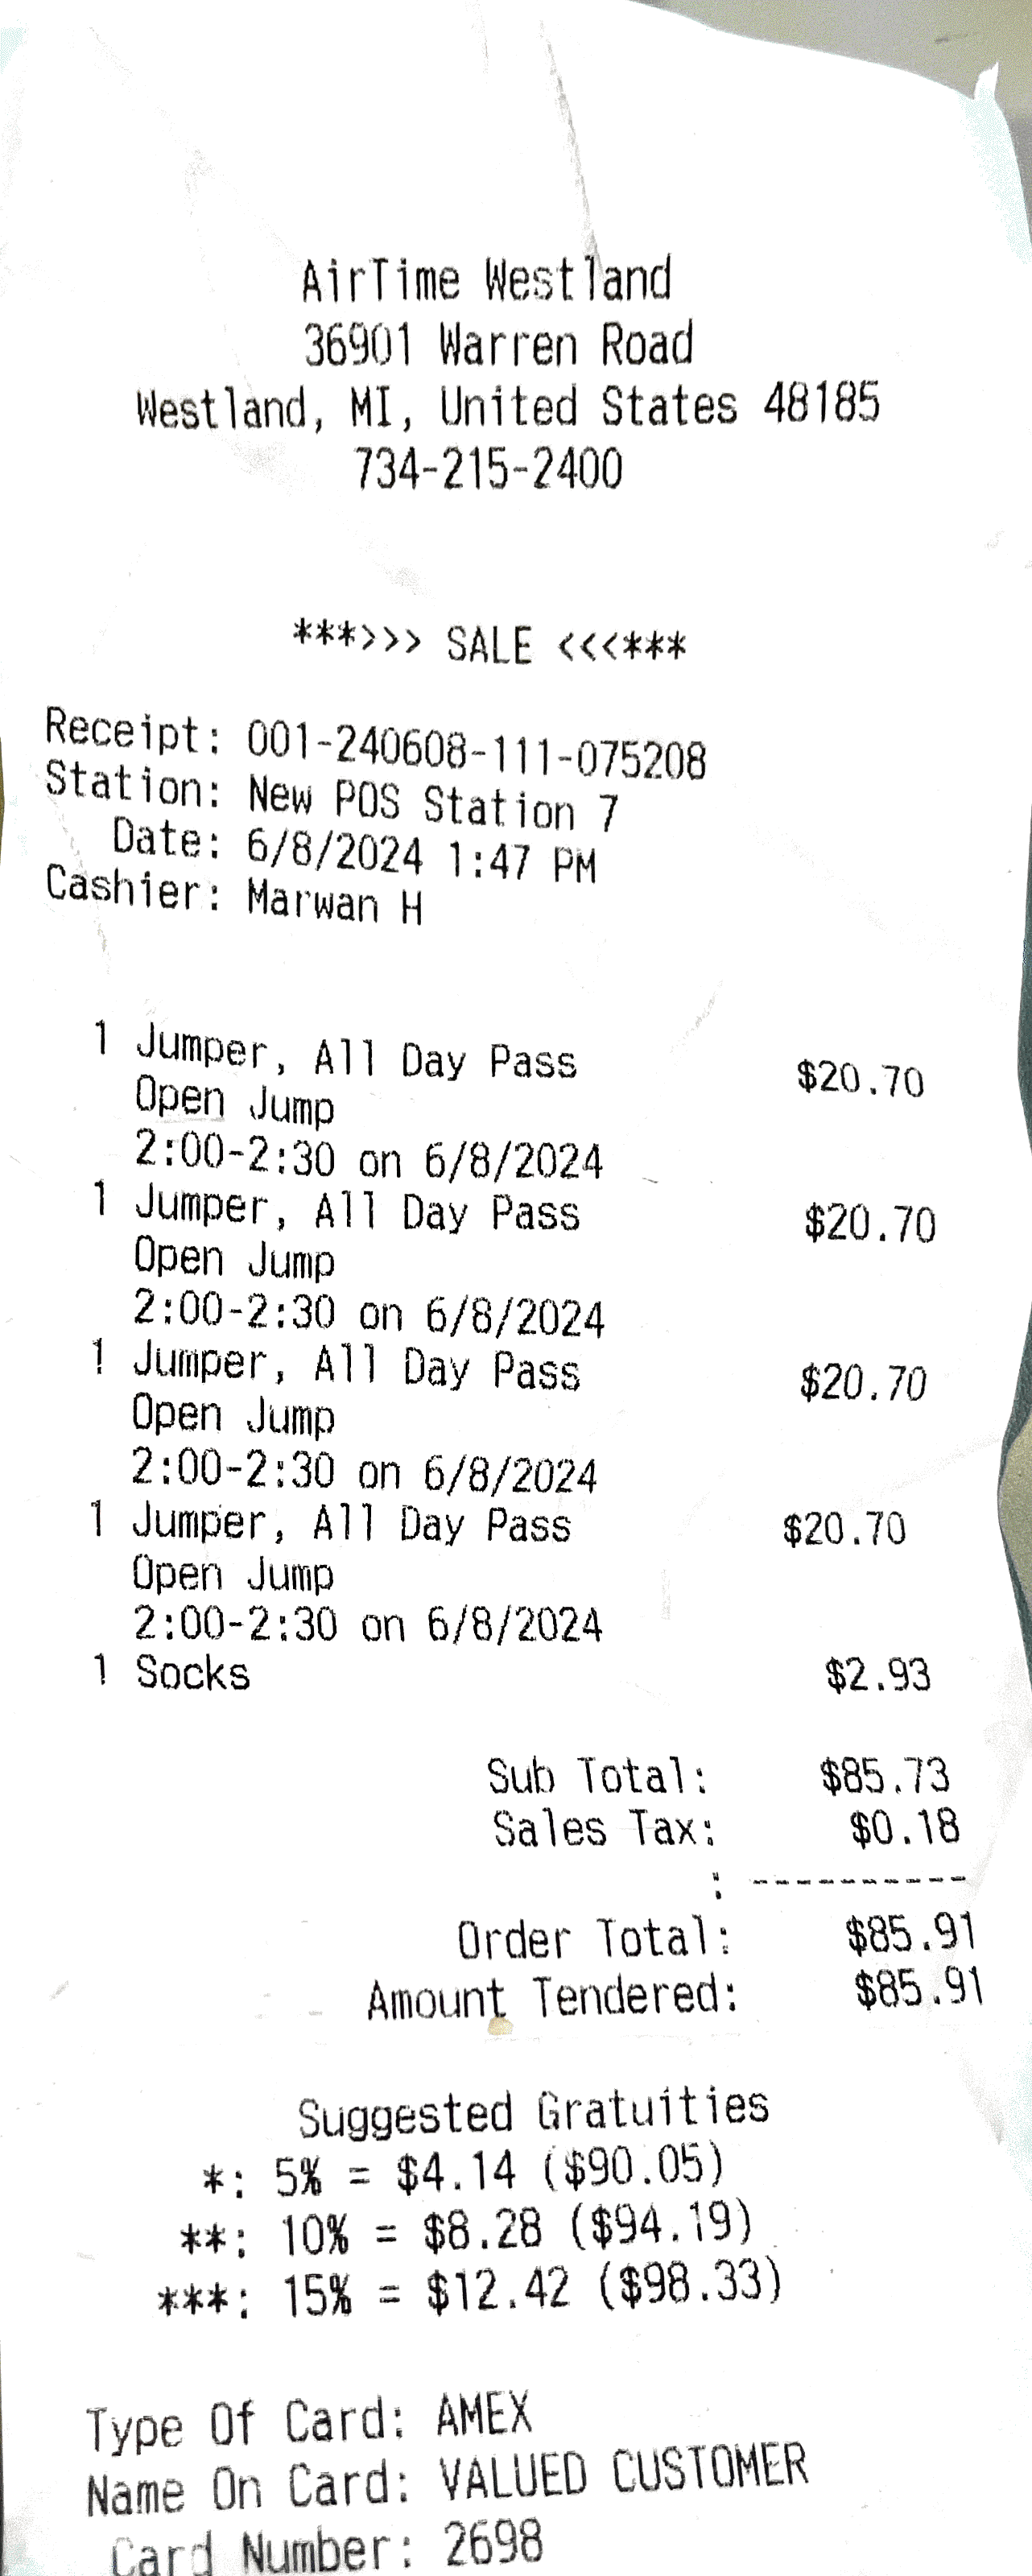 AirTime Westland
36901 Warren Road
Westland, MI, United States 48185
734-215-2400
***>>> SALE <<<***
Receipt: 001-240608-111-075208
Station: New POS Station 7
Date: 6/8/2024 1:47 PM
Cashier: Marwan H
1 Jumper, All Day Pass $20.70
Open Jump
2:00-2:30 on 6/8/2024
1 Jumper, All Day Pass $20.70
Open Jump
2:00-2:30 on 6/8/2024
1 Jumper, All Day Pass $20.70
Open Jump
2:00-2:30 on 6/8/2024
1 Jumper, All Day Pass $20.70
Open Jump
2:00-2:30 on 6/8/2024
1 Socks $2.93
Sub Total: $85.73
Sales Tax: $0.18
: ----------
Order Total: $85.91
Amount Tendered: $85.91
Suggested Gratuities
*: 5% = $4.14 ($90.05)
**: 10% = $8.28 ($94.19)
***: 15% = $12.42 ($98.33)
Type Of Card: AMEX
Name On Card: VALUED CUSTOMER
Card Number: 2698